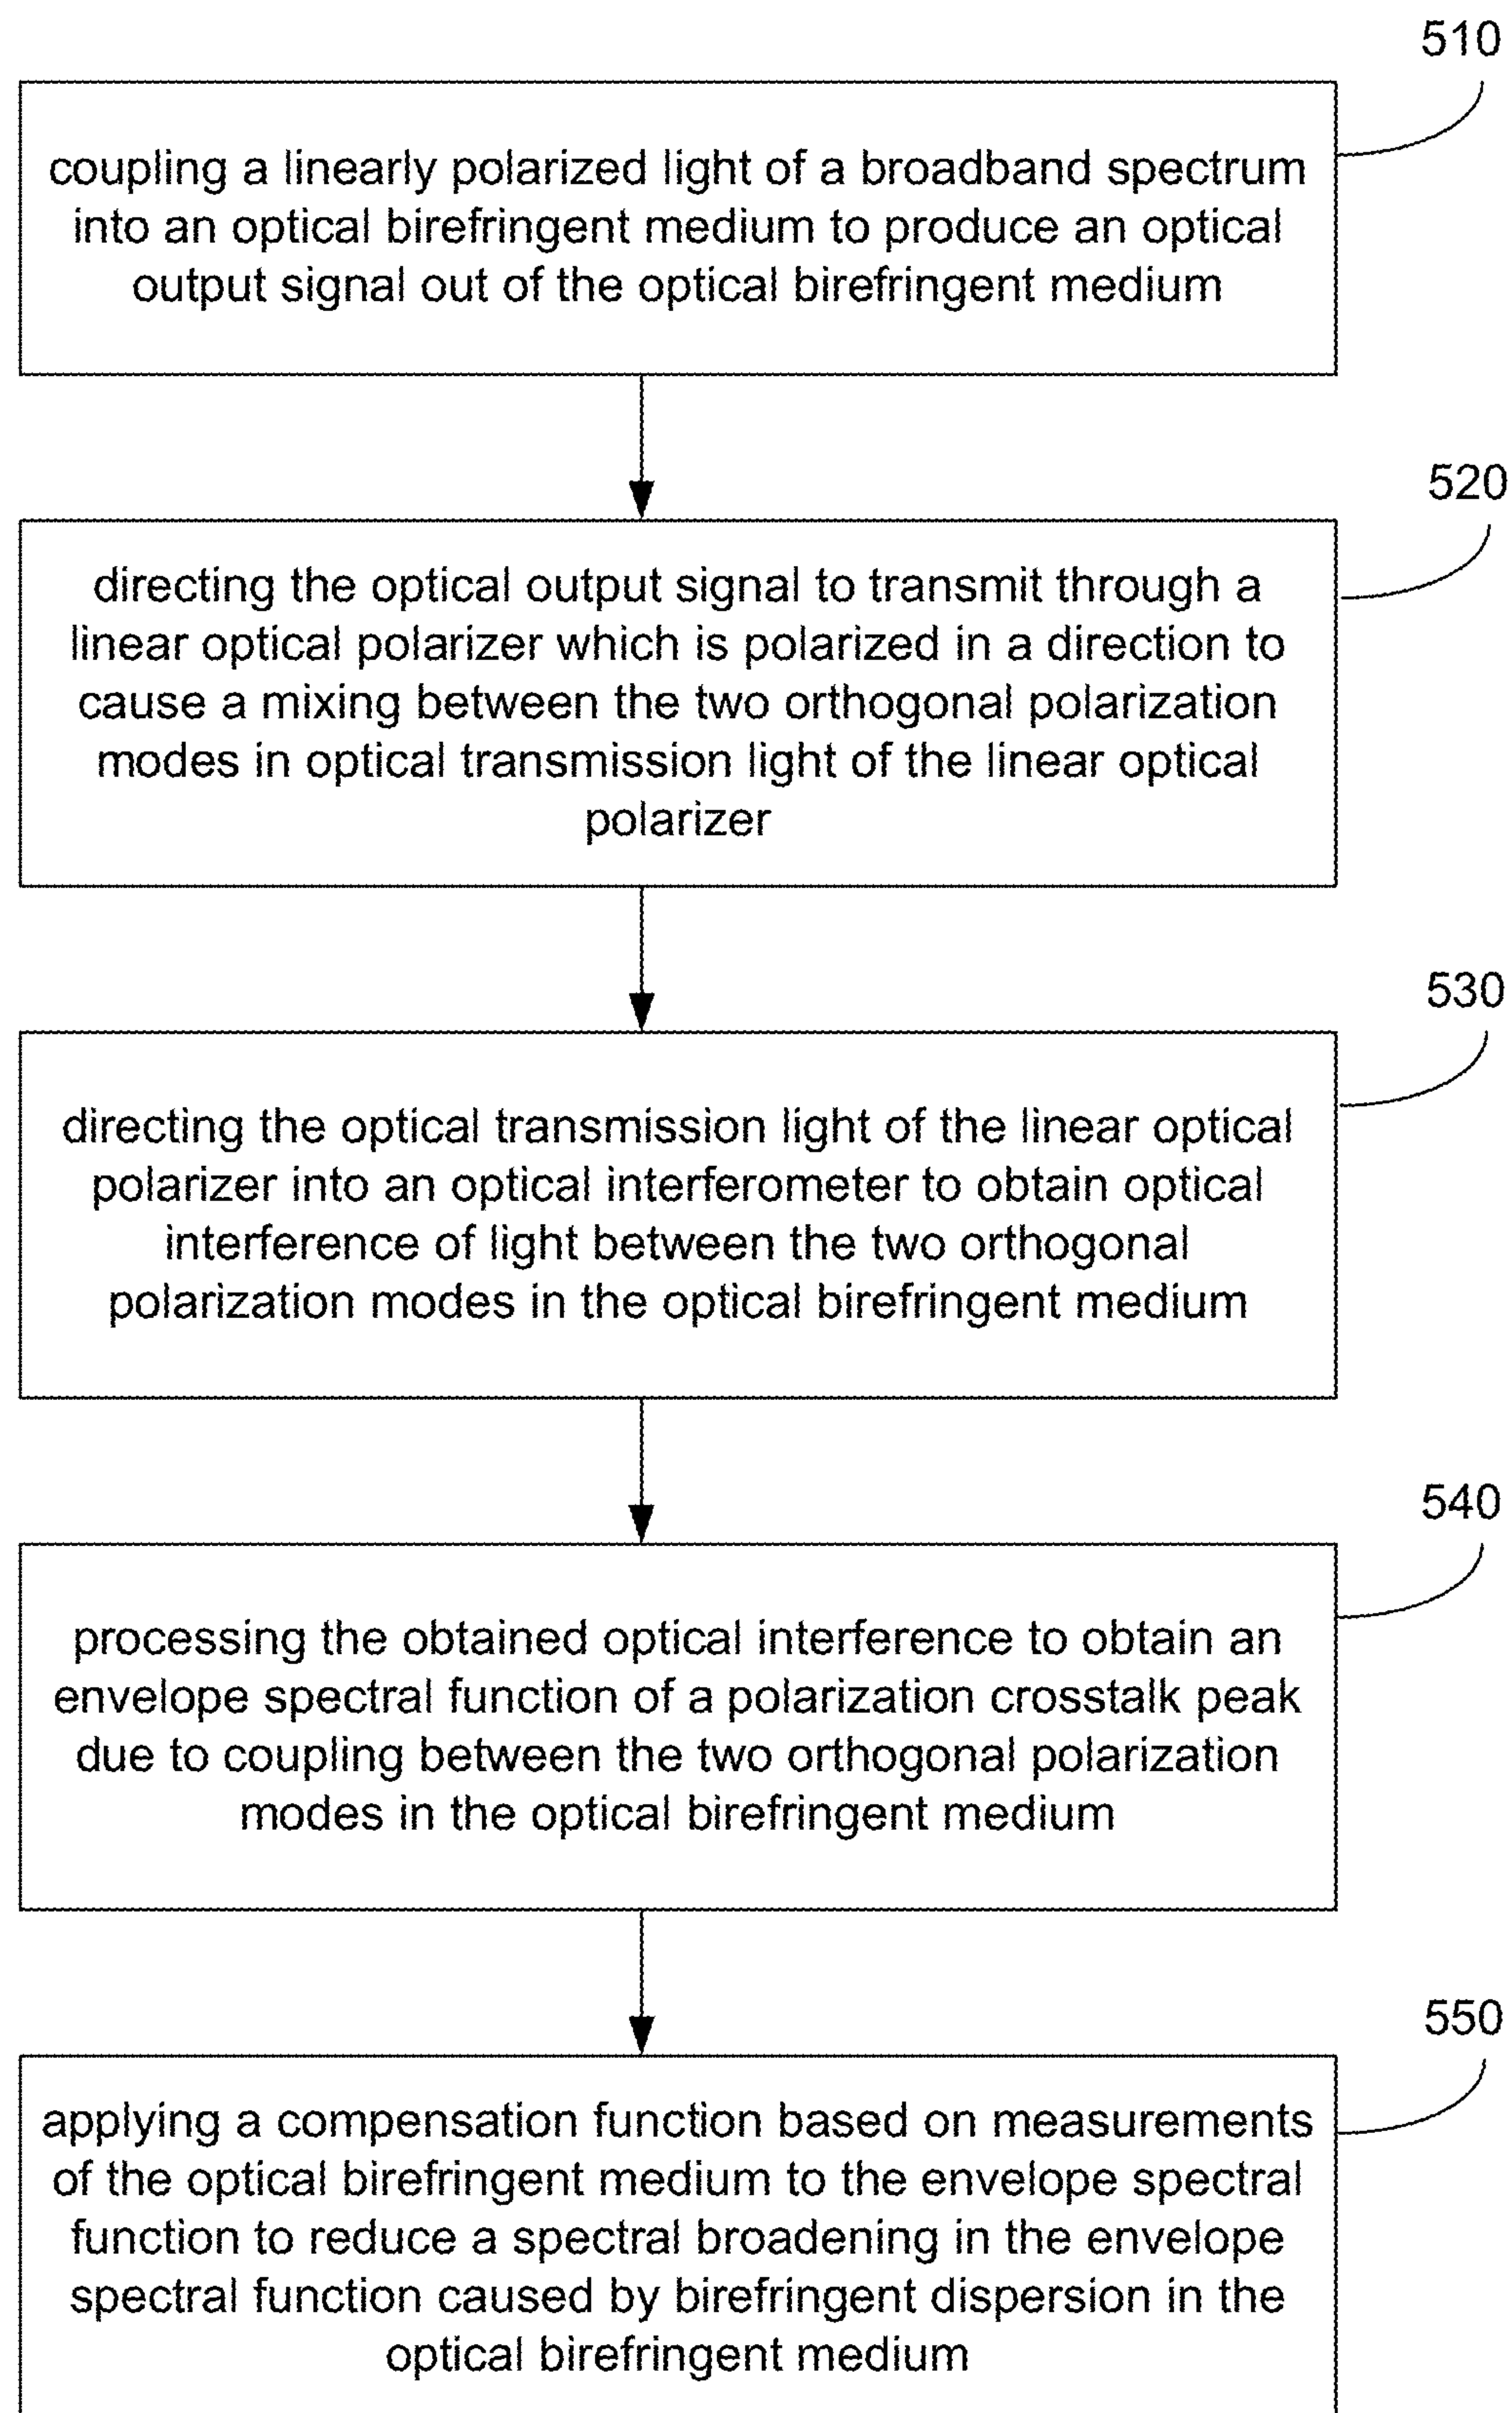 510
coupling a linearly polarized light of a broadband spectrum
into an optical birefringent medium to produce an optical
output signal out of the optical birefringent medium
520
directing the optical output signal to transmit through a
linear optical polarizer which is polarized in a direction to
cause a mixing between the two orthogonal polarization
modes in optical transmission light of the linear optical
polarizer
530
directing the optical transmission light of the linear optical
polarizer into an optical interferometer to obtain optical
interference of light between the two orthogonal
polarization modes in the optical birefringent medium
540
processing the obtained optical interference to obtain an
envelope spectral function of a polarization crosstalk peak
due to coupling between the two orthogonal polarization
modes in the optical birefringent medium
550
applying a compensation function based on measurements
of the optical birefringent medium to the envelope spectral
function to reduce a spectral broadening in the envelope
spectral function caused by birefringent dispersion in the
optical birefringent medium